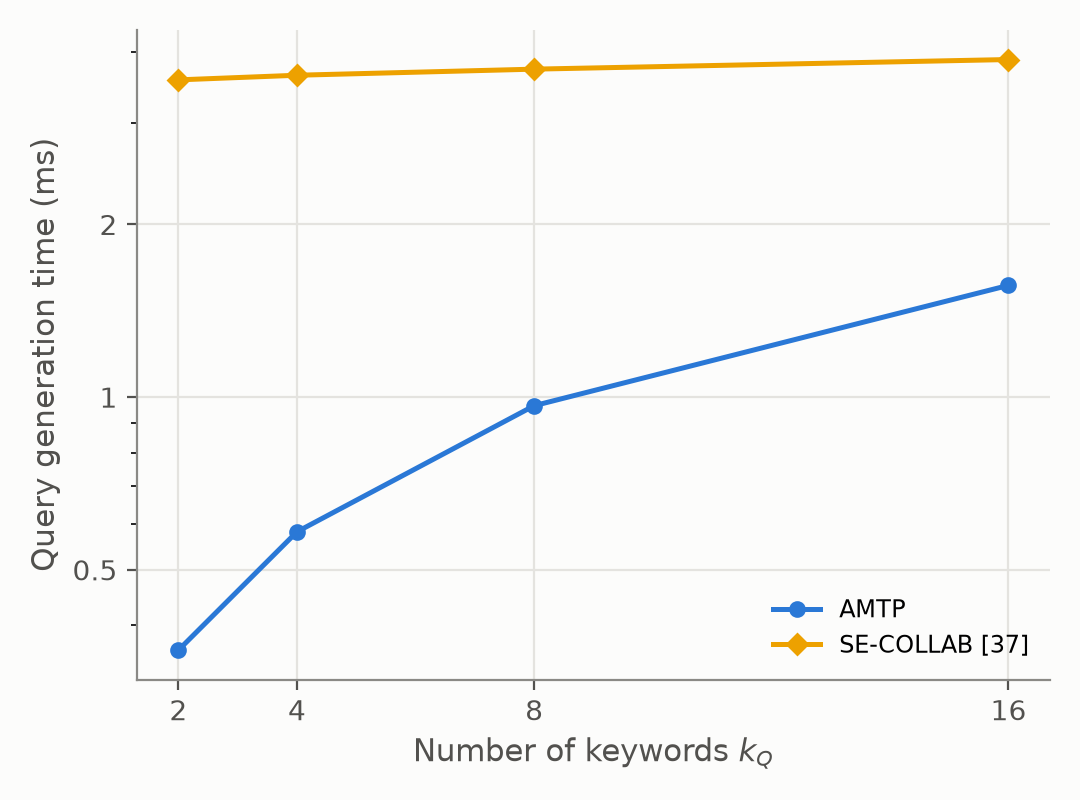 Query generation time (ms)
2
1
0.5
AMTP
SE-COLLAB [37]
2 4 8 16
Number of keywords k_Q